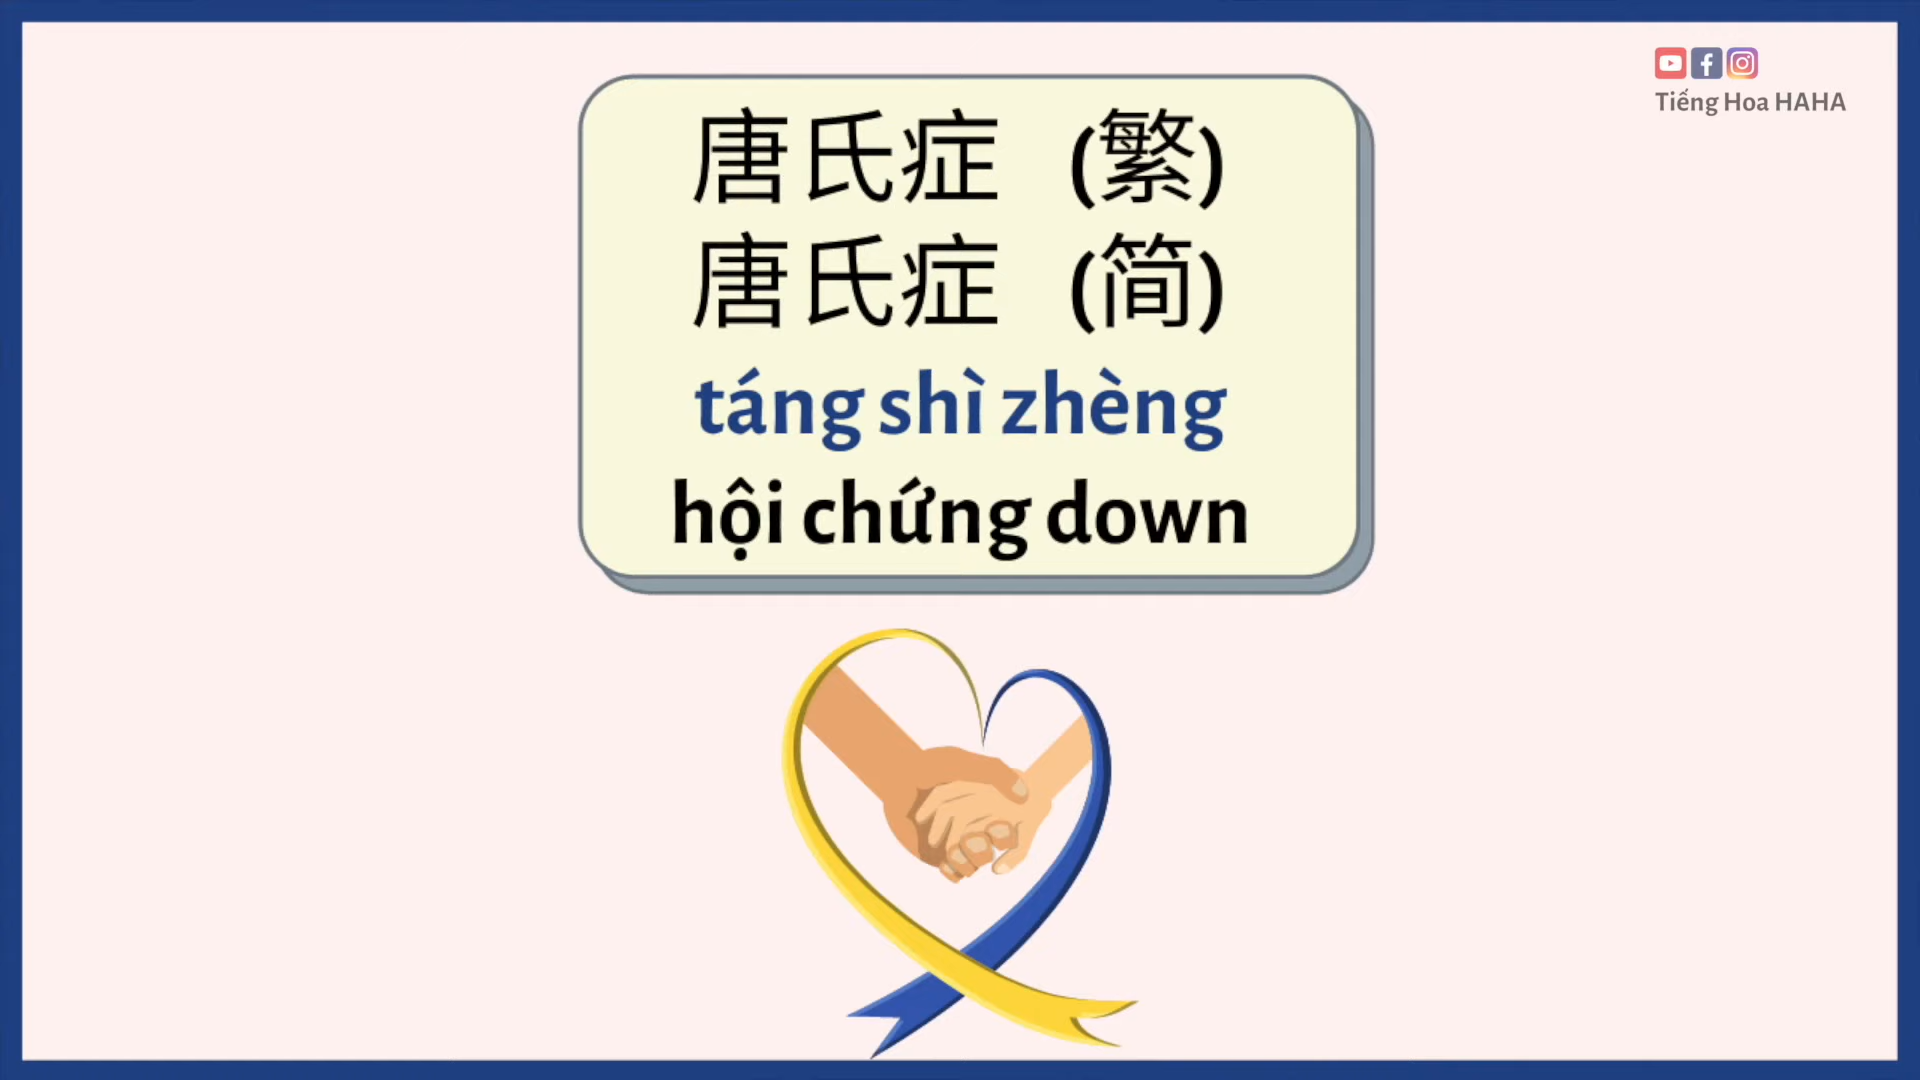 唐氏症 (繁)
唐氏症 (简)
táng shì zhèng
hội chứng down
Tiếng Hoa HAHA